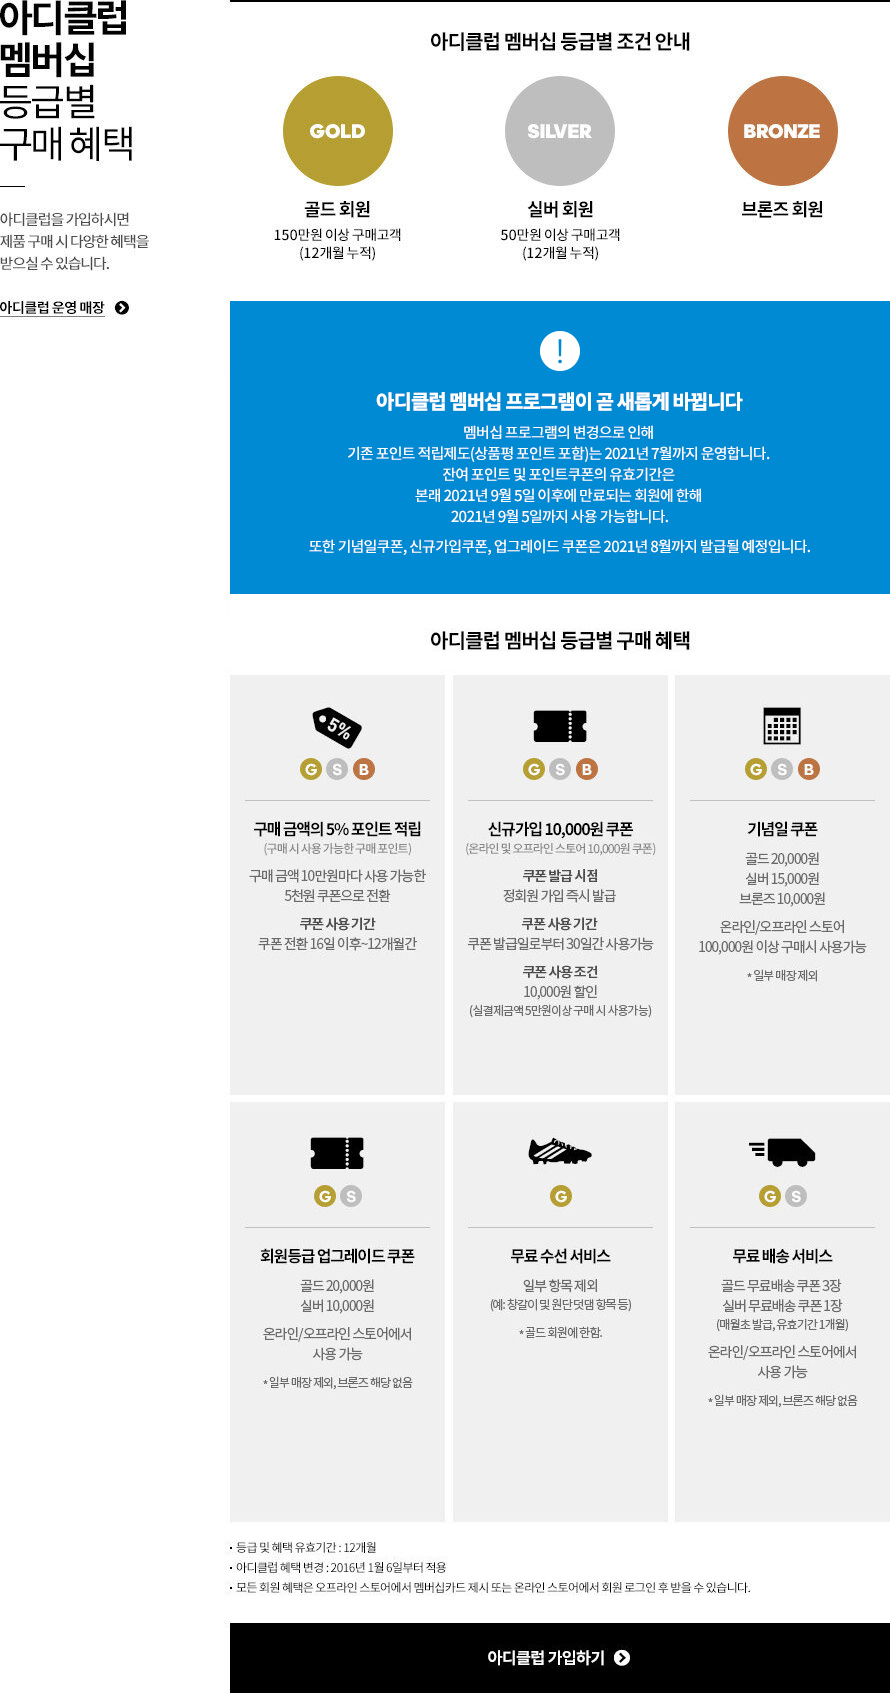 아디클럽
멤버십
등급별
구매 혜택
아디클럽을 가입하시면
제품 구매 시 다양한 혜택을
받으실 수 있습니다.
아디클럽 운영 매장
아디클럽 멤버십 등급별 조건 안내
GOLD
SILVER
BRONZE
골드 회원
실버 회원
브론즈 회원
150만원 이상 구매고객
(12개월 누적)
50만원 이상 구매고객
(12개월 누적)
!
아디클럽 멤버십 프로그램이 곧 새롭게 바뀝니다
멤버십 프로그램의 변경으로 인해
기존 포인트 적립제도(상품평 포인트 포함)는 2021년 7월까지 운영합니다.
잔여 포인트 및 포인트쿠폰의 유효기간은
본래 2021년 9월 5일 이후에 만료되는 회원에 한해
2021년 9월 5일까지 사용 가능합니다.
또한 기념일쿠폰, 신규가입쿠폰, 업그레이드 쿠폰은 2021년 8월까지 발급될 예정입니다.
아디클럽 멤버십 등급별 구매 혜택
5%
G S B
구매 금액의 5% 포인트 적립
(구매 시 사용 가능한 구매 포인트)
구매 금액 10만원마다 사용 가능한
5천원 쿠폰으로 전환
쿠폰 사용 기간
쿠폰 전환 16일 이후~12개월간
G S B
신규가입 10,000원 쿠폰
(온라인 및 오프라인 스토어 10,000원 쿠폰)
쿠폰 발급 시점
정회원 가입 즉시 발급
쿠폰 사용 기간
쿠폰 발급일로부터 30일간 사용가능
쿠폰 사용 조건
10,000원 할인
(실결제금액 5만원이상 구매 시 사용가능)
G S B
기념일 쿠폰
골드 20,000원
실버 15,000원
브론즈 10,000원
온라인/오프라인 스토어
100,000원 이상 구매시 사용가능
* 일부 매장 제외
G S
회원등급 업그레이드 쿠폰
골드 20,000원
실버 10,000원
온라인/오프라인 스토어에서
사용 가능
* 일부 매장 제외, 브론즈 해당 없음
G
무료 수선 서비스
일부 항목 제외
(예: 창갈이 및 원단 덧댐 항목 등)
* 골드 회원에 한함.
G S
무료 배송 서비스
골드 무료배송 쿠폰 3장
실버 무료배송 쿠폰 1장
(매월초 발급, 유효기간 1개월)
온라인/오프라인 스토어에서
사용 가능
* 일부 매장 제외, 브론즈 해당 없음
• 등급 및 혜택 유효기간 : 12개월
• 아디클럽 혜택 변경 : 2016년 1월 6일부터 적용
• 모든 회원 혜택은 오프라인 스토어에서 멤버십카드 제시 또는 온라인 스토어에서 회원 로그인 후 받을 수 있습니다.
아디클럽 가입하기